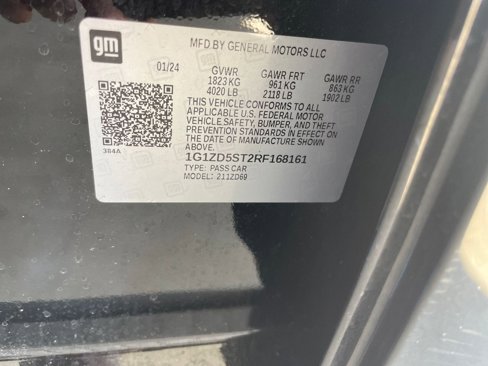 gm
MFD BY GENERAL MOTORS LLC
01/24 GVWR GAWR FRT GAWR RR
1823 KG 961 KG 863 KG
4020 LB 2118 LB 1902 LB
THIS VEHICLE CONFORMS TO ALL
APPLICABLE U.S. FEDERAL MOTOR
VEHICLE SAFETY, BUMPER, AND THEFT
PREVENTION STANDARDS IN EFFECT ON
THE DATE OF MANUFACTURE SHOWN
ABOVE.
384A
1G1ZD5ST2RF168161
TYPE: PASS CAR
MODEL: 211ZD69